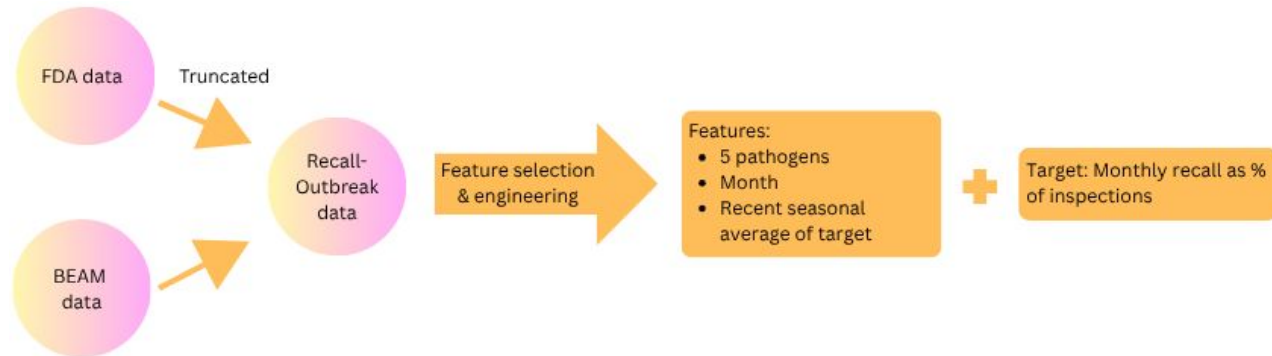 FDA data
Truncated
BEAM
data
Recall-
Outbreak
data
Feature selection
& engineering
Features:
• 5 pathogens
• Month
• Recent seasonal
average of target
Target: Monthly recall as %
of inspections